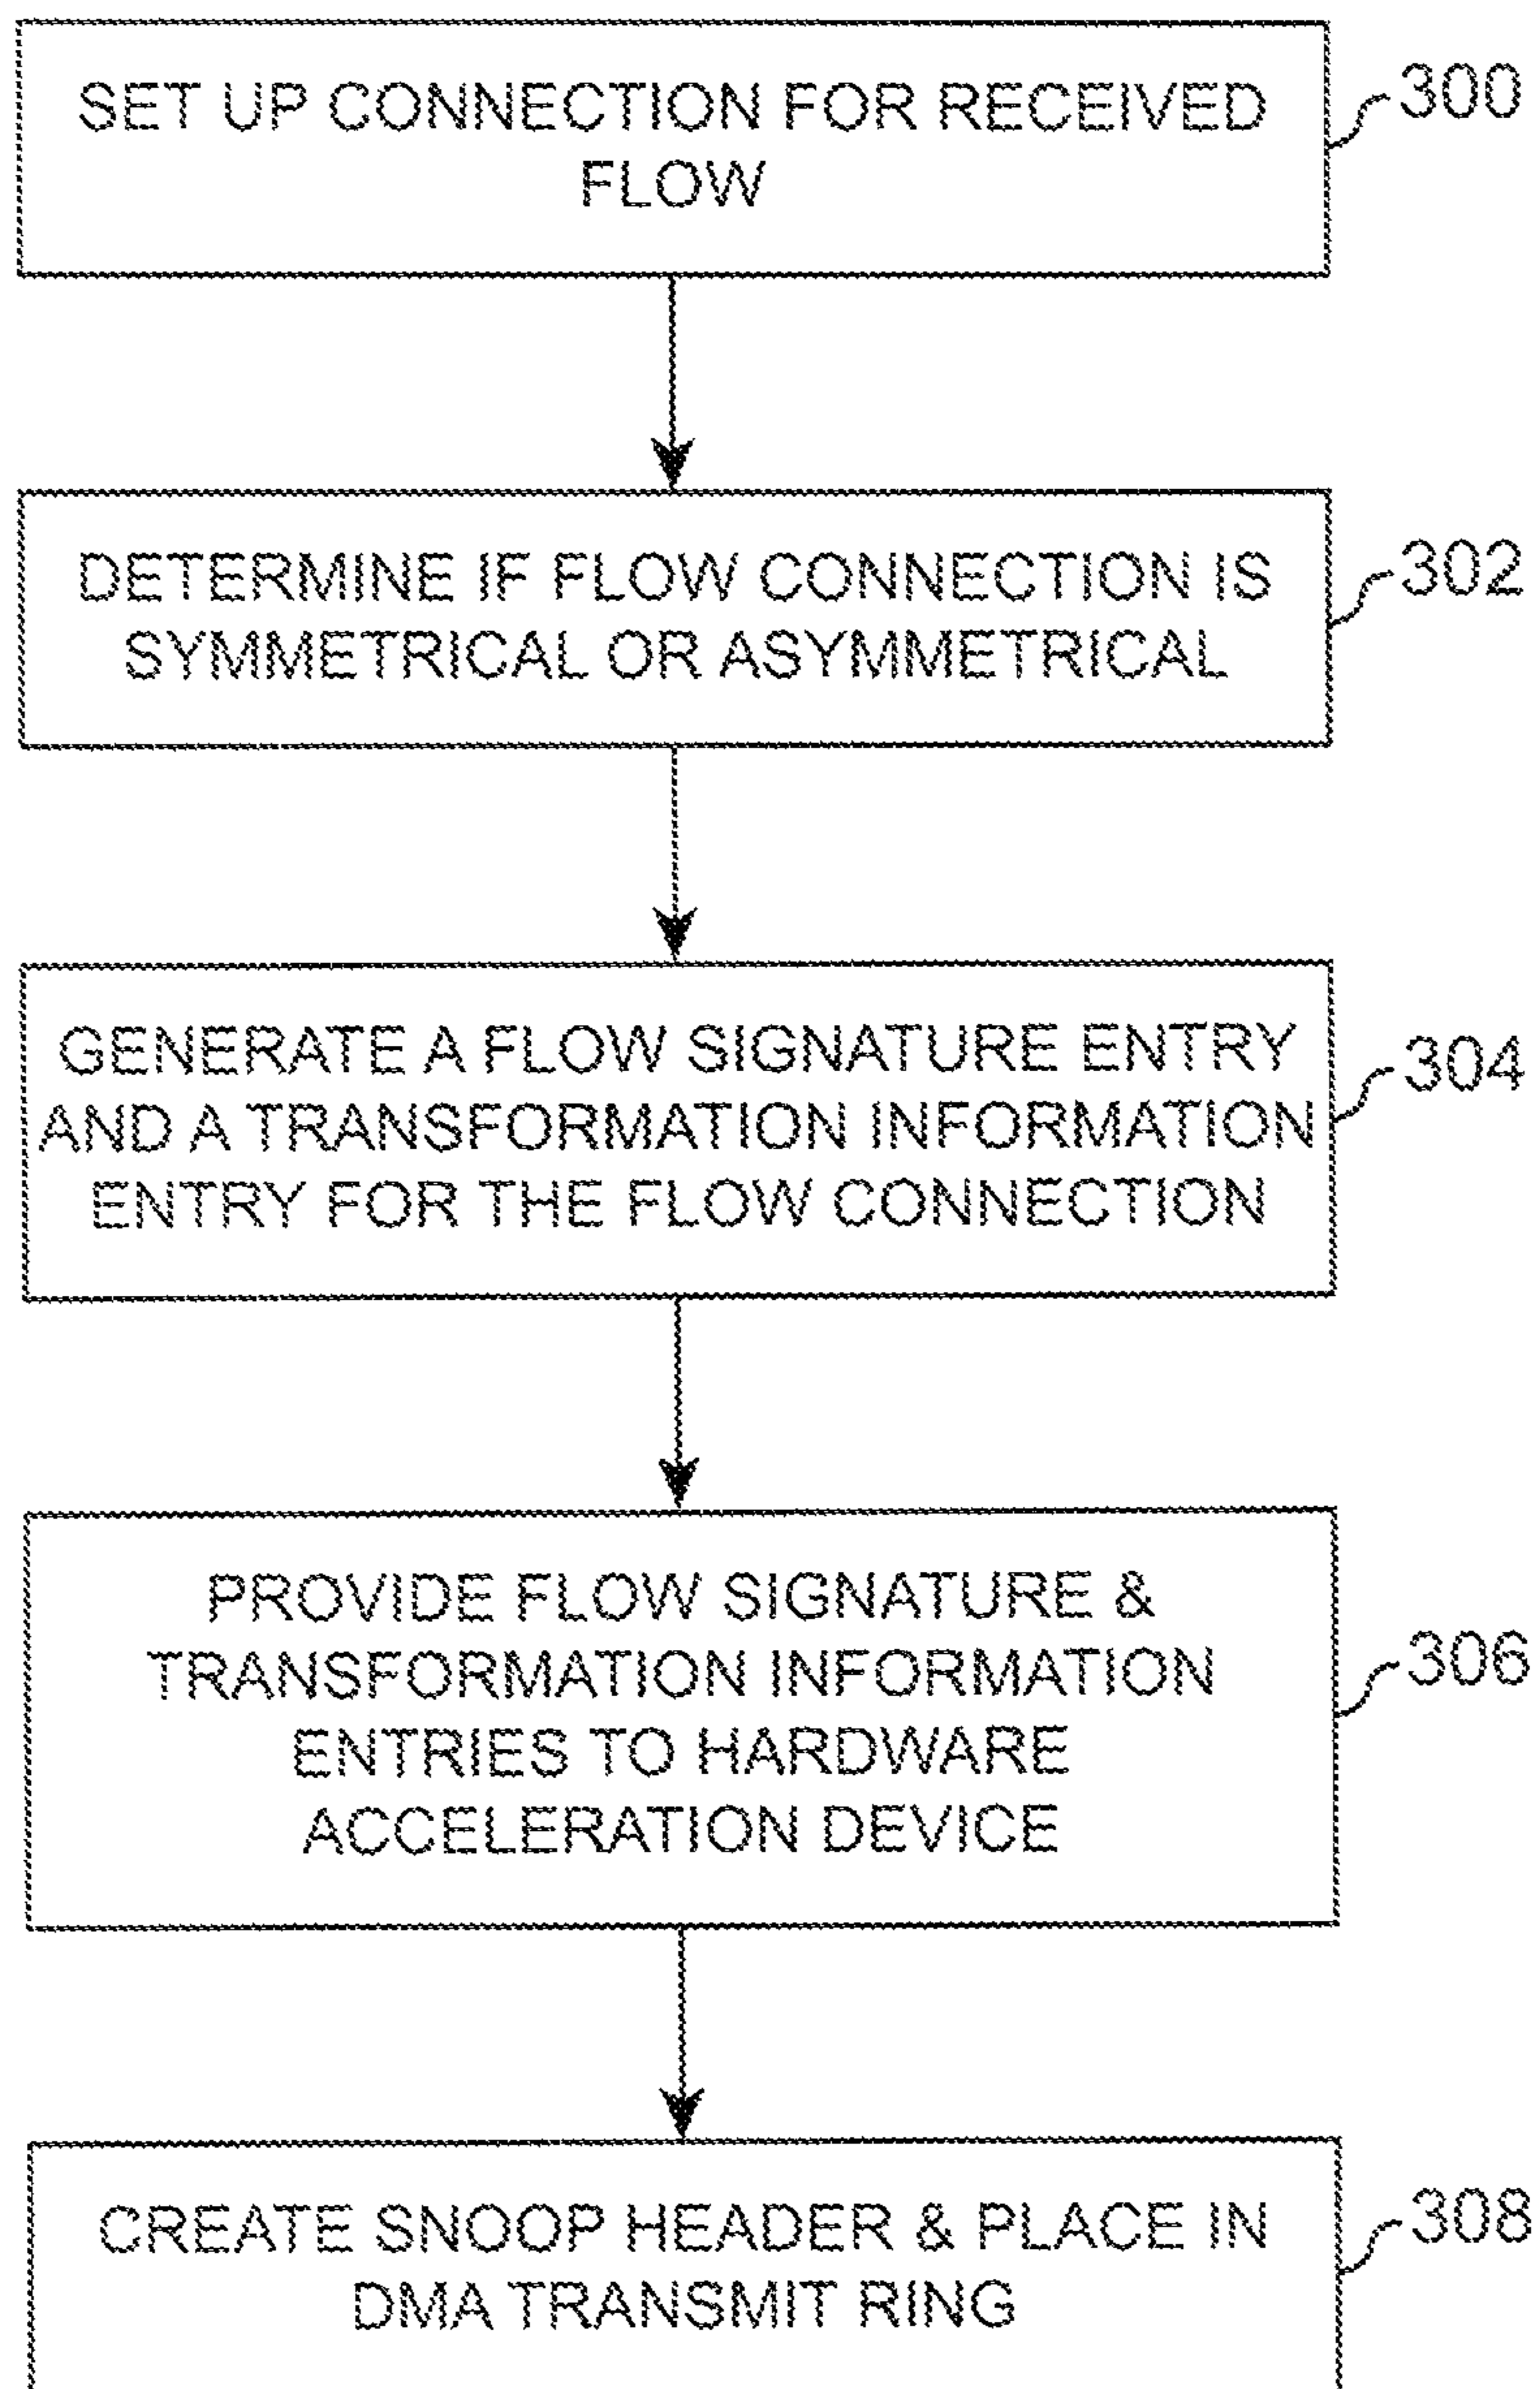 SET UP CONNECTION FOR RECEIVED
FLOW
300
DETERMINE IF FLOW CONNECTION IS
SYMMETRICAL OR ASYMMETRICAL
302
GENERATE A FLOW SIGNATURE ENTRY
AND A TRANSFORMATION INFORMATION
ENTRY FOR THE FLOW CONNECTION
304
PROVIDE FLOW SIGNATURE &
TRANSFORMATION INFORMATION
ENTRIES TO HARDWARE
ACCELERATION DEVICE
306
CREATE SNOOP HEADER & PLACE IN
DMA TRANSMIT RING
308